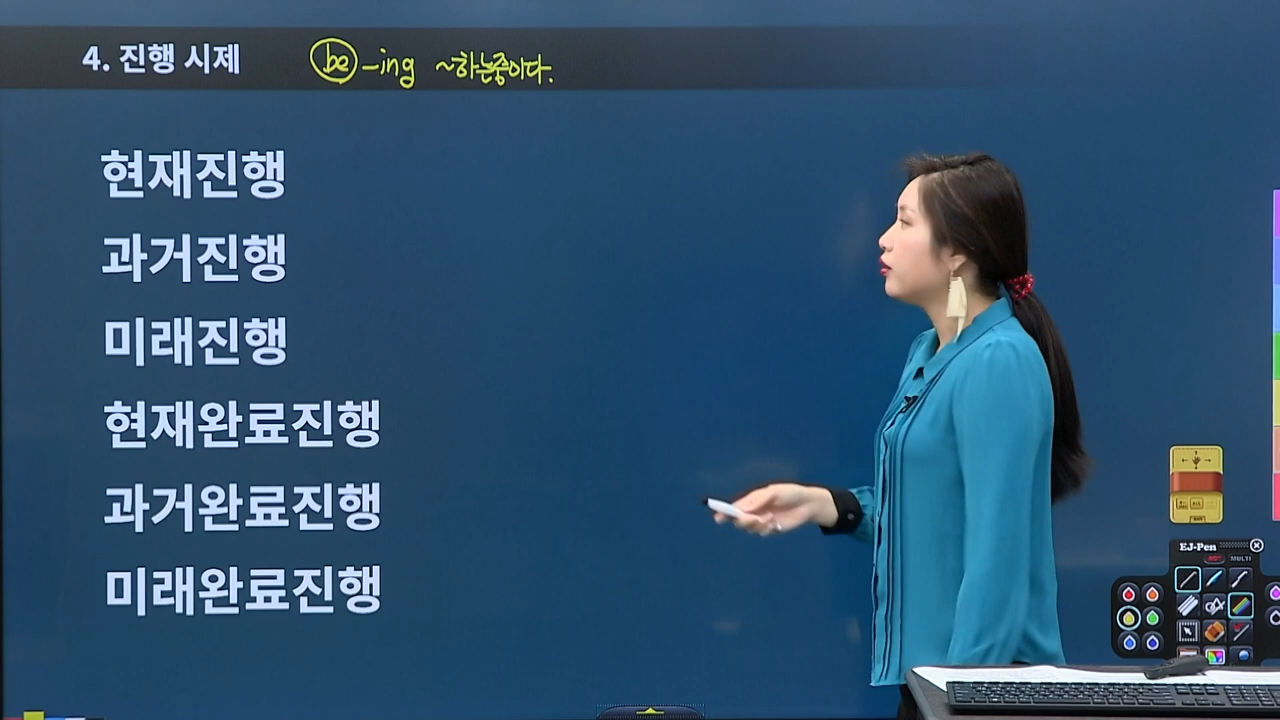 4. 진행 시제 be -ing ~하는중이다.
현재진행
과거진행
미래진행
현재완료진행
과거완료진행
미래완료진행
EJ-Pen
MULTI